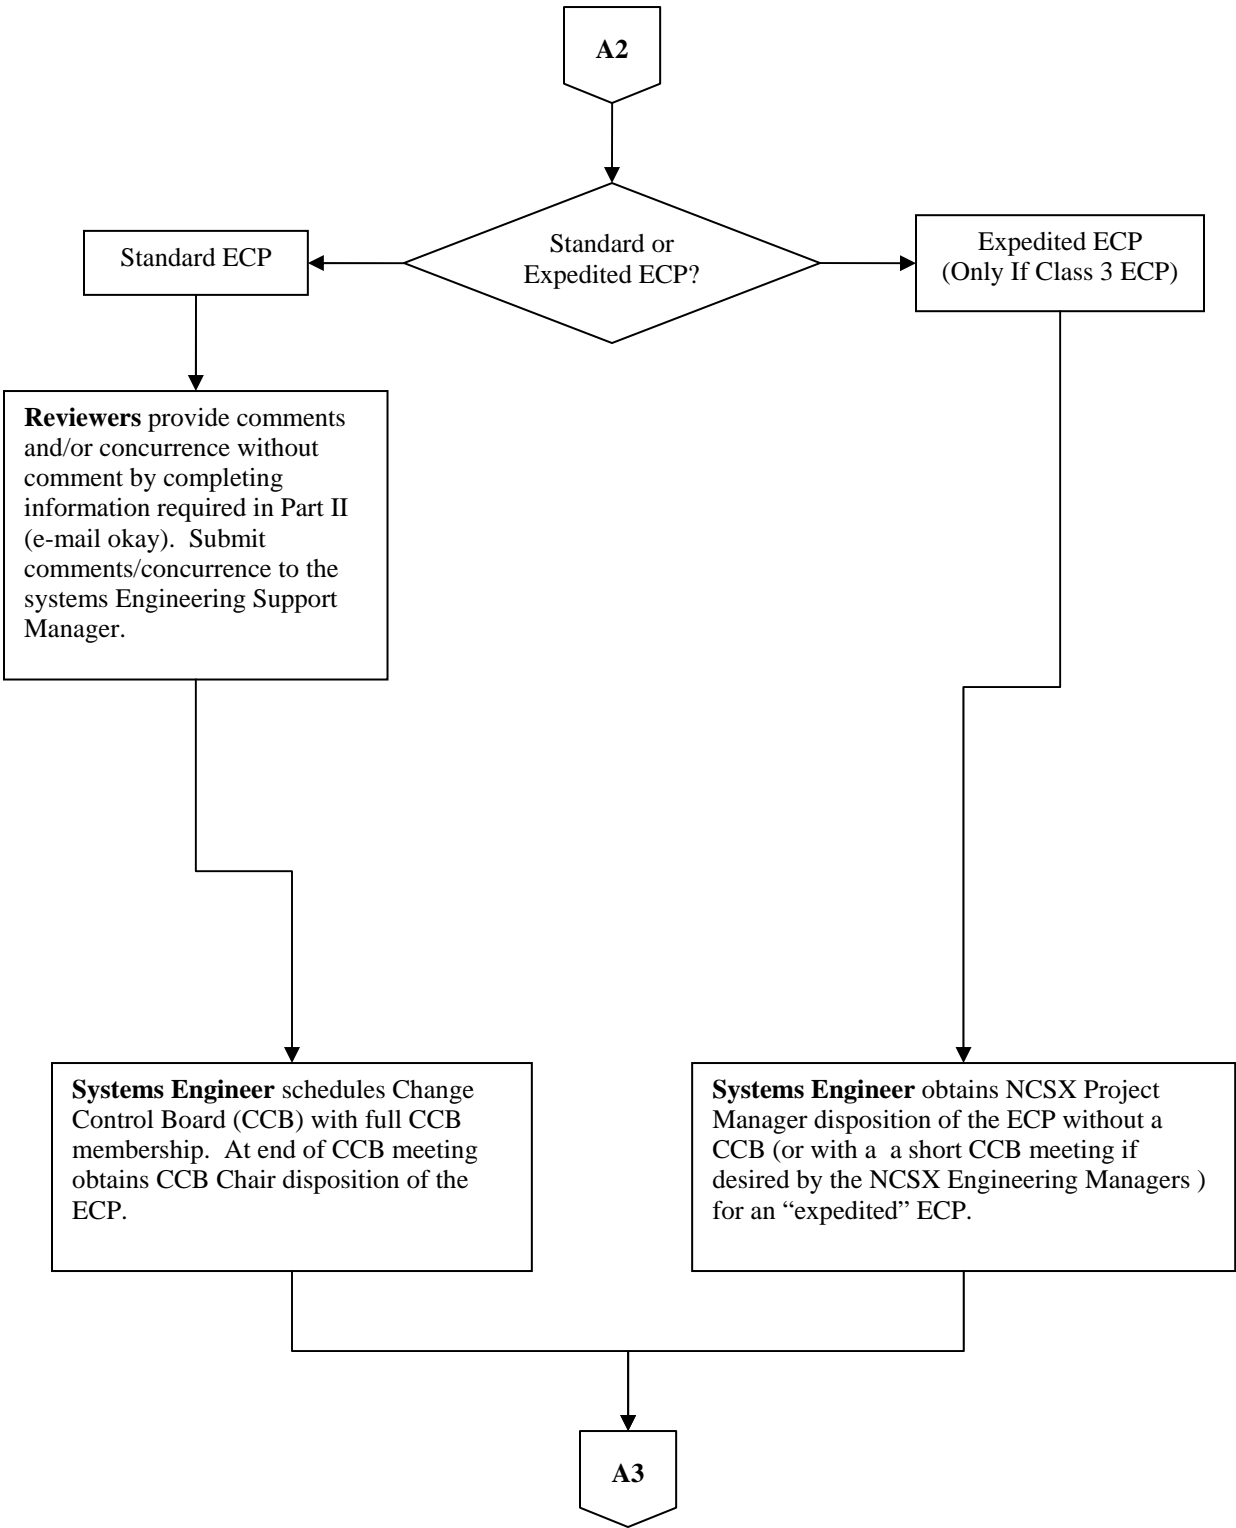 A2
Standard or
Expedited ECP?
Standard ECP
Expedited ECP
(Only If Class 3 ECP)
Reviewers provide comments
and/or concurrence without
comment by completing
information required in Part II
(e-mail okay).  Submit
comments/concurrence to the
systems Engineering Support
Manager.
Systems Engineer schedules Change
Control Board (CCB) with full CCB
membership.  At end of CCB meeting
obtains CCB Chair disposition of the
ECP.
Systems Engineer obtains NCSX Project
Manager disposition of the ECP without a
CCB (or with a  a short CCB meeting if
desired by the NCSX Engineering Managers )
for an “expedited” ECP.
A3